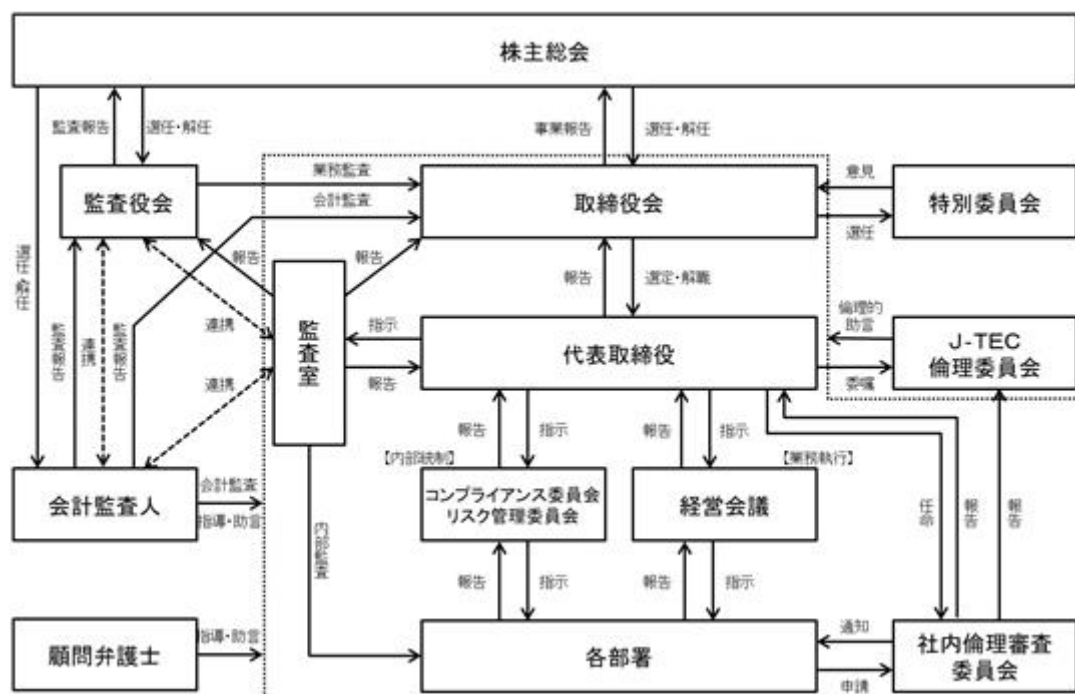 株主総会
監査報告
選任・解任
事業報告
選任・解任
監査役会
業務監査
会計監査
取締役会
意見
選任
特別委員会
選任・解任
報告
報告
報告
選定・解職
監査報告
連携
監査報告
連携
連携
監査室
指示
報告
代表取締役
倫理的
助言
委嘱
J-TEC
倫理委員会
報告
指示
報告
指示
【内部統制】
【業務執行】
会計監査人
会計監査
指導・助言
内部監査
コンプライアンス委員会
リスク管理委員会
経営会議
任命
報告
報告
報告
指示
報告
指示
顧問弁護士
指導・助言
各部署
通知
申請
社内倫理審査
委員会